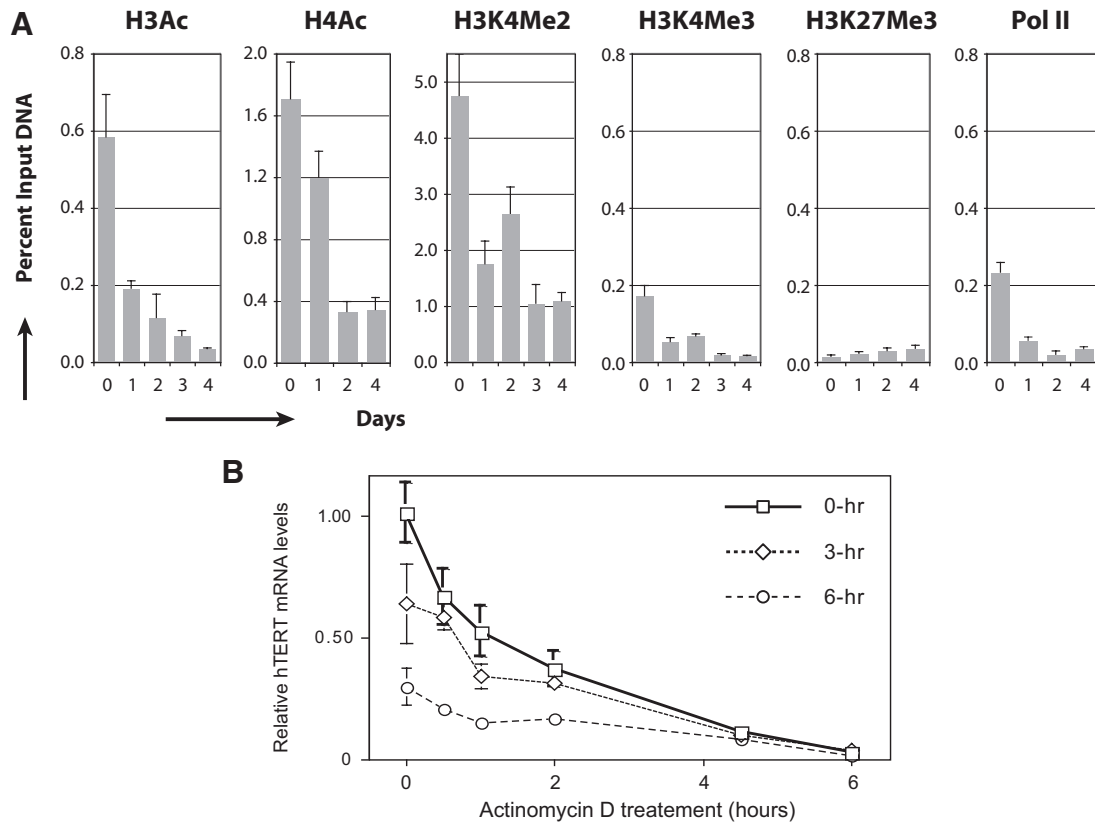 A
H3Ac H4Ac H3K4Me2 H3K4Me3 H3K27Me3 Pol II
Percent Input DNA
0.8 2.0 5.0 0.8 0.8 0.8
0.6 1.6 4.0 0.6 0.6 0.6
0.4 1.2 3.0 0.4 0.4 0.4
0.2 0.8 2.0 0.2 0.2 0.2
0.0 0.4 1.0 0.0 0.0 0.0
0.0 0.0
0 1 2 3 4 0 1 2 4 0 1 2 3 4 0 1 2 3 4 0 1 2 4 0 1 2 4
Days
B
Relative hTERT mRNA levels
1.00
0.50
0
0-hr
3-hr
6-hr
0 2 4 6
Actinomycin D treatement (hours)